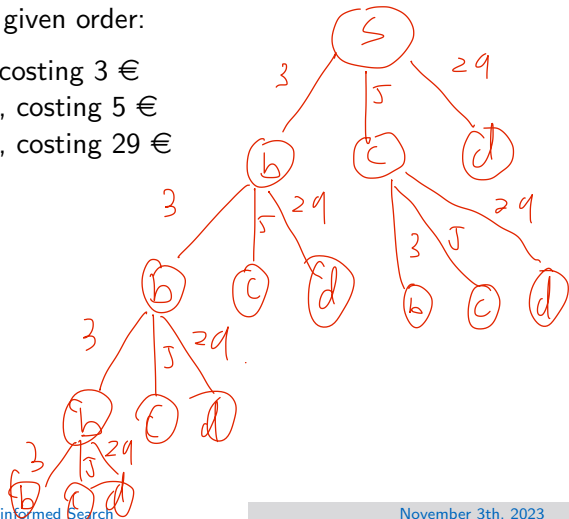 given order:
costing 3 €
, costing 5 €
, costing 29 €
S
3 5 29
b c d
3 5 29 3 5 29
b c d b c d
3 5 29
b c d
3 5 29
b c d
informed Search November 3th, 2023